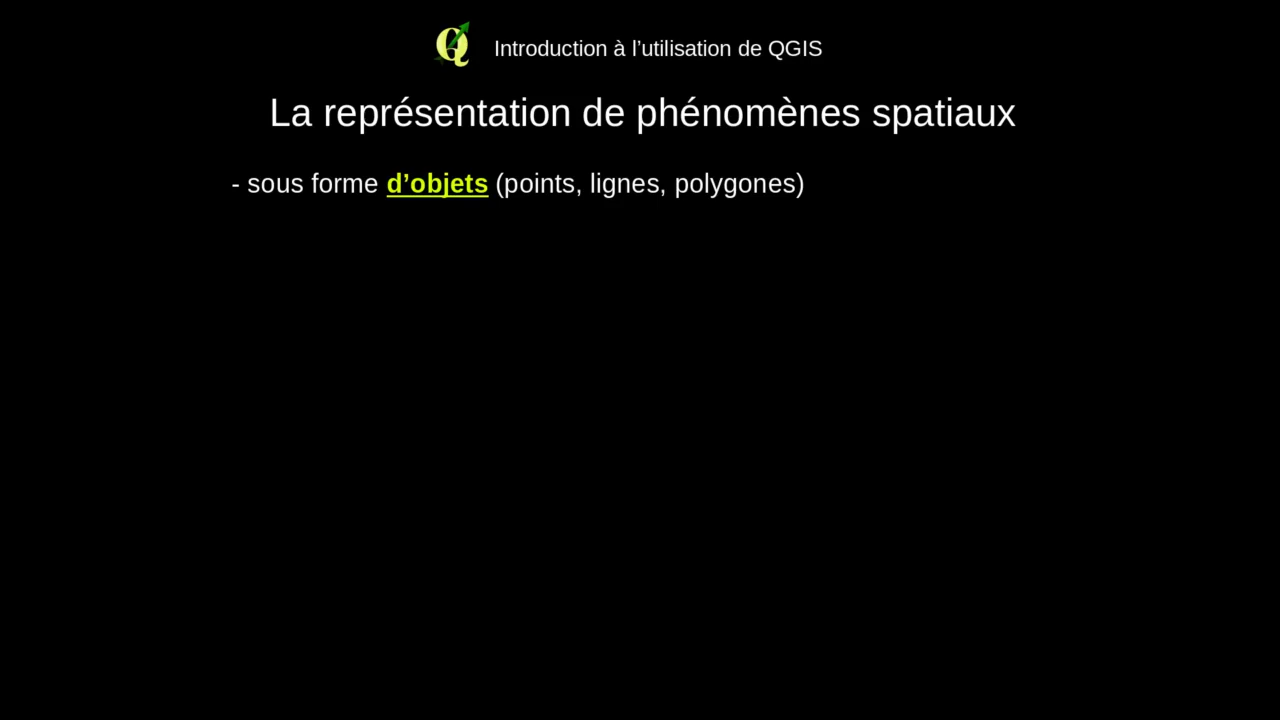 Introduction à l’utilisation de QGIS
La représentation de phénomènes spatiaux
- sous forme d’objets (points, lignes, polygones)